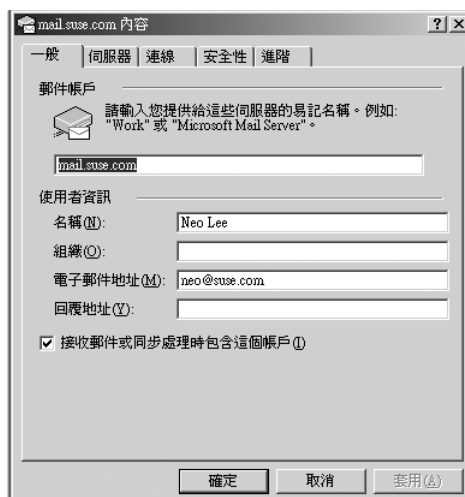 mail.suse.com 內容
一般 伺服器 連線 安全性 進階
郵件帳戶
請輸入您提供給這些伺服器的易記名稱。例如:
"Work" 或 "Microsoft Mail Server"。
mail.suse.com
使用者資訊
名稱(N): Neo Lee
組織(O):
電子郵件地址(M): neo@suse.com
回覆地址(Y):
接收郵件或同步處理時包含這個帳戶(I)
確定 取消 套用(A)